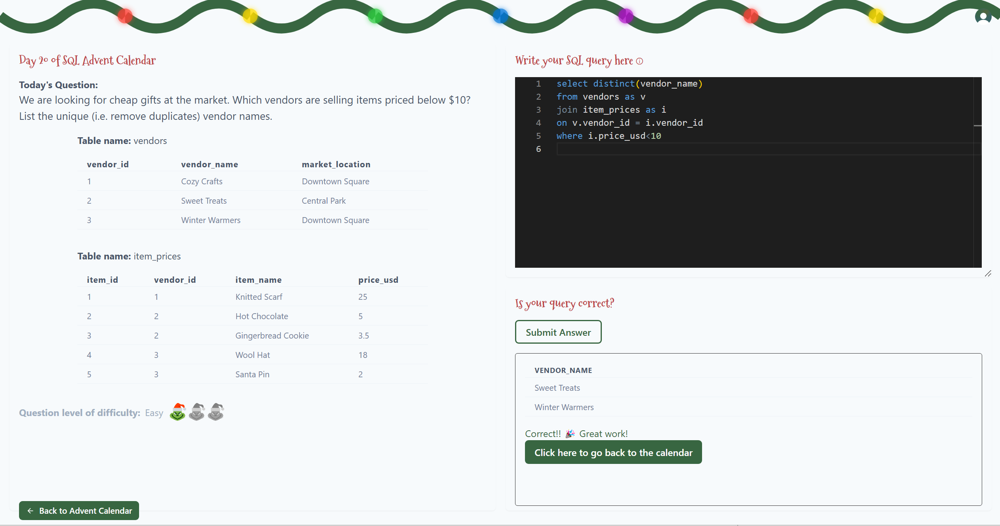 Day 20 of SQL Advent Calendar
Today's Question:
We are looking for cheap gifts at the market. Which vendors are selling items priced below $10?
List the unique (i.e. remove duplicates) vendor names.
Table name: vendors
vendor_id vendor_name market_location
1 Cozy Crafts Downtown Square
2 Sweet Treats Central Park
3 Winter Warmers Downtown Square
Table name: item_prices
item_id vendor_id item_name price_usd
1 1 Knitted Scarf 25
2 2 Hot Chocolate 5
3 2 Gingerbread Cookie 3.5
4 3 Wool Hat 18
5 3 Santa Pin 2
Question level of difficulty: Easy
← Back to Advent Calendar
Write your SQL query here
1 select distinct(vendor_name)
2 from vendors as v
3 join item_prices as i
4 on v.vendor_id = i.vendor_id
5 where i.price_usd<10
6
Is your query correct?
Submit Answer
VENDOR_NAME
Sweet Treats
Winter Warmers
Correct!! 🎉 Great work!
Click here to go back to the calendar